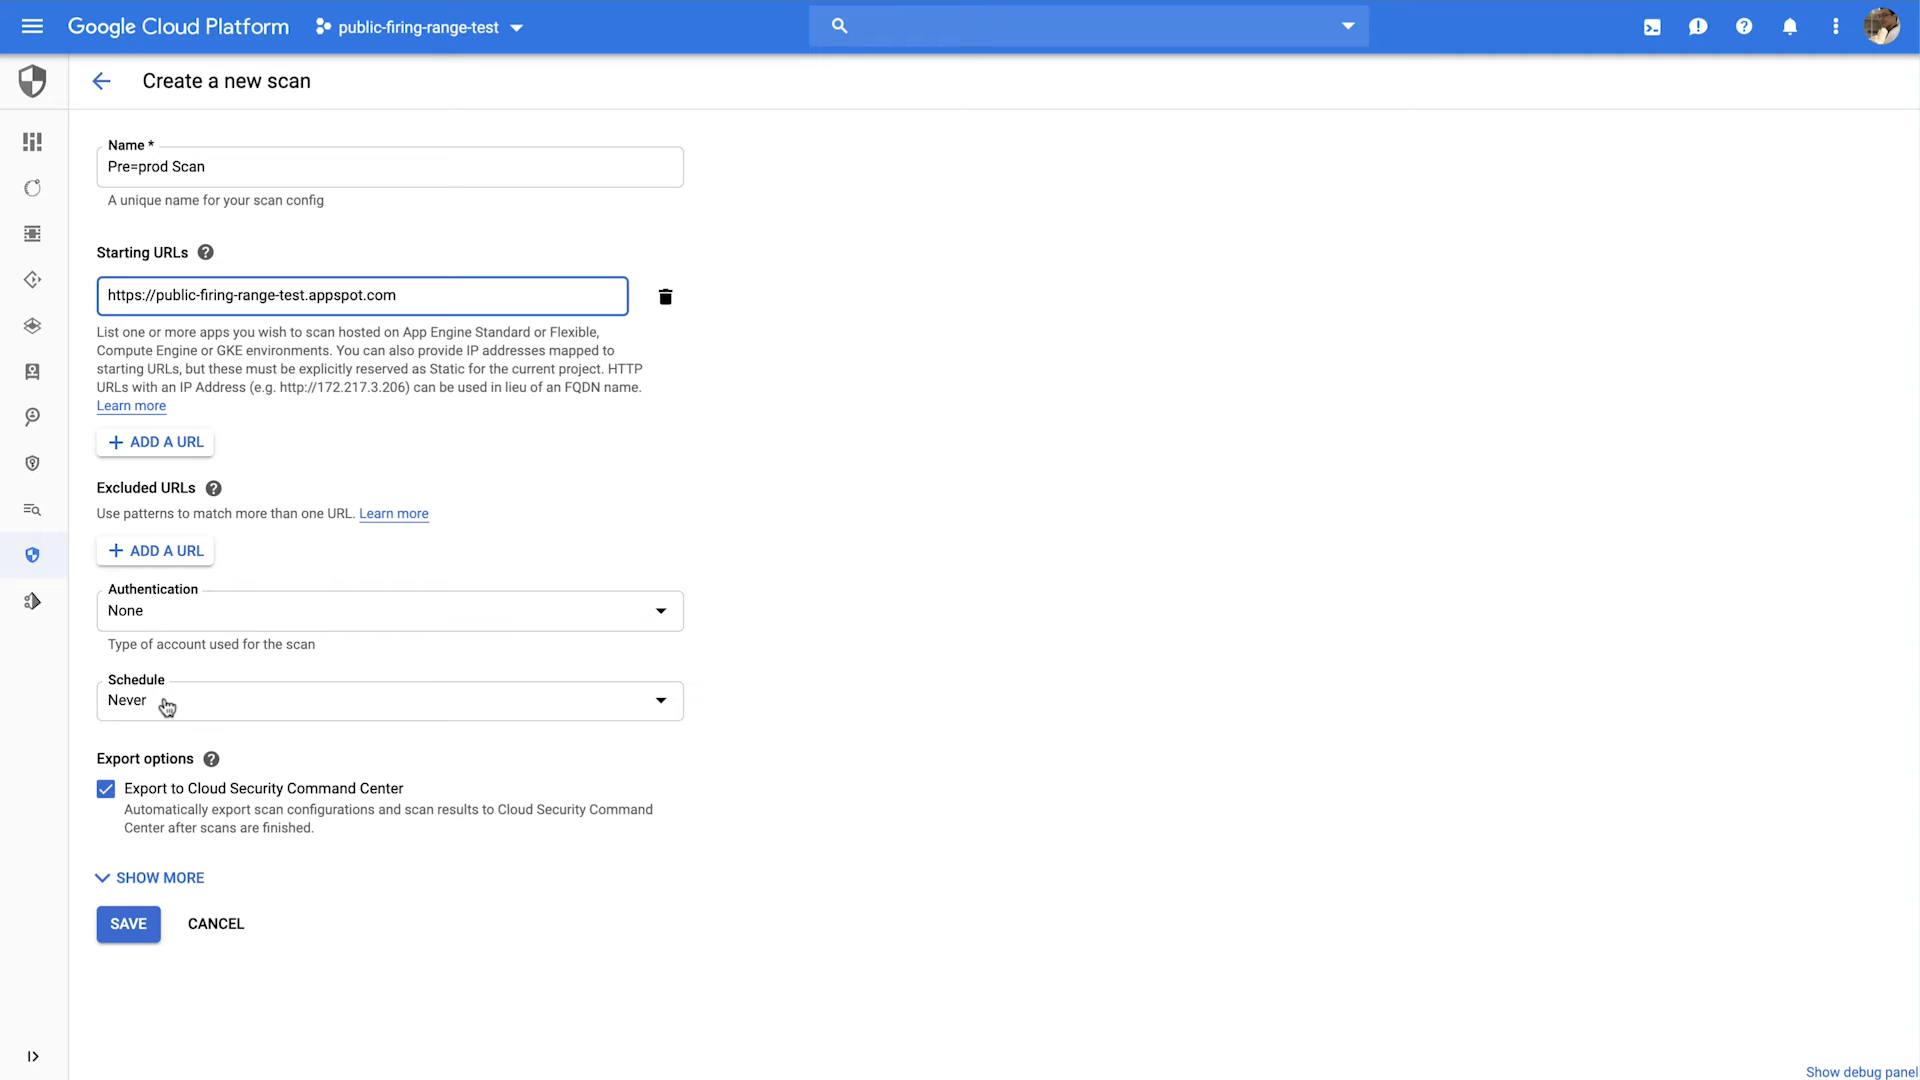 Google Cloud Platform
public-firing-range-test
Create a new scan
Name *
Pre=prod Scan
A unique name for your scan config
Starting URLs
https://public-firing-range-test.appspot.com
List one or more apps you wish to scan hosted on App Engine Standard or Flexible,
Compute Engine or GKE environments. You can also provide IP addresses mapped to
starting URLs, but these must be explicitly reserved as Static for the current project. HTTP
URLs with an IP Address (e.g. http://172.217.3.206) can be used in lieu of an FQDN name.
Learn more
ADD A URL
Excluded URLs
Use patterns to match more than one URL. Learn more
ADD A URL
Authentication
None
Type of account used for the scan
Schedule
Never
Export options
Export to Cloud Security Command Center
Automatically export scan configurations and scan results to Cloud Security Command
Center after scans are finished.
SHOW MORE
SAVE CANCEL
Show debug panel